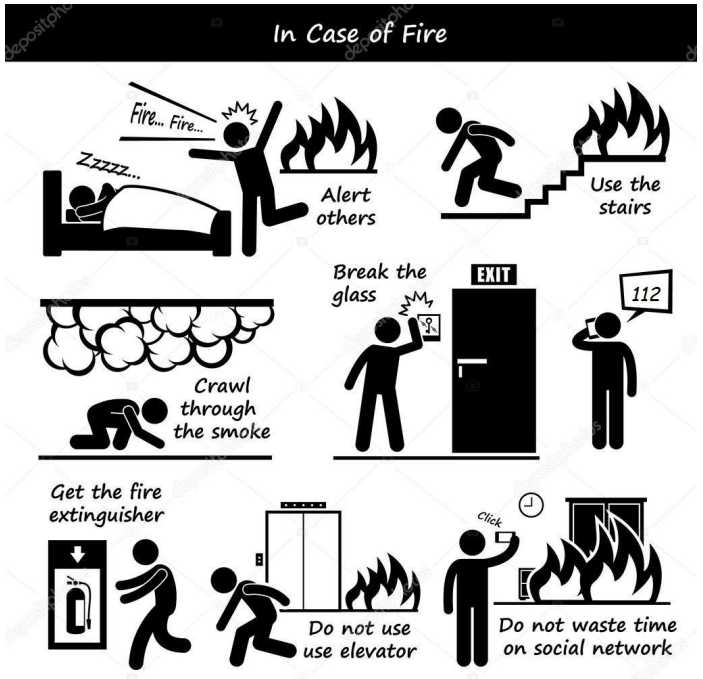 In Case of Fire
Fire... Fire...
Zzzzz...
Alert
others
Use the
stairs
Crawl
through
the smoke
Break the
glass
EXIT
112
Get the fire
extinguisher
Do not use
use elevator
Click
Do not waste time
on social network
depositphotos